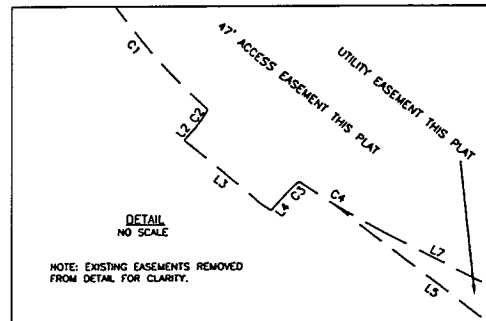 C1
47' ACCESS EASEMENT THIS PLAT
UTILITY EASEMENT THIS PLAT
C2
L2
L3
C3
L4
C4
L7
L5
DETAIL
NO SCALE
NOTE: EXISTING EASEMENTS REMOVED
FROM DETAIL FOR CLARITY.